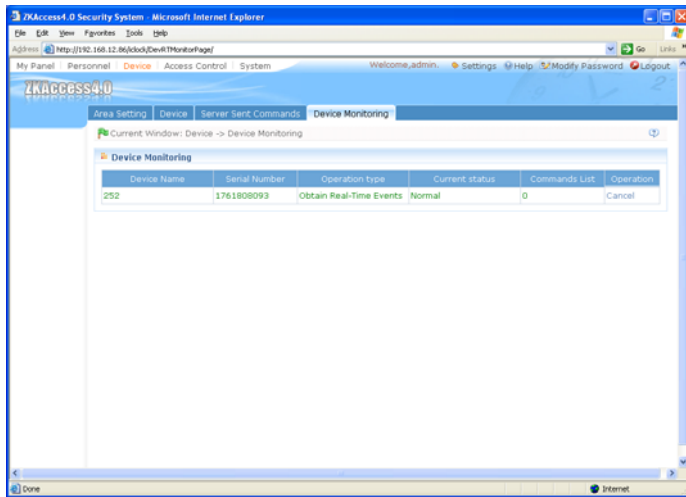 ZKAccess4.0 Security System - Microsoft Internet Explorer
File Edit View Favorites Tools Help
Address http://192.168.12.86/iclock/DevRTMonitorPage/ Go Links »
My Panel Personnel Device Access Control System Welcome,admin. Settings Help Modify Password Logout
ZKAccess4.0
Area Setting Device Server Sent Commands Device Monitoring
Current Window: Device -> Device Monitoring
Device Monitoring
Device Name Serial Number Operation type Current status Commands List Operation
252 1761808093 Obtain Real-Time Events Normal 0 Cancel
Done Internet